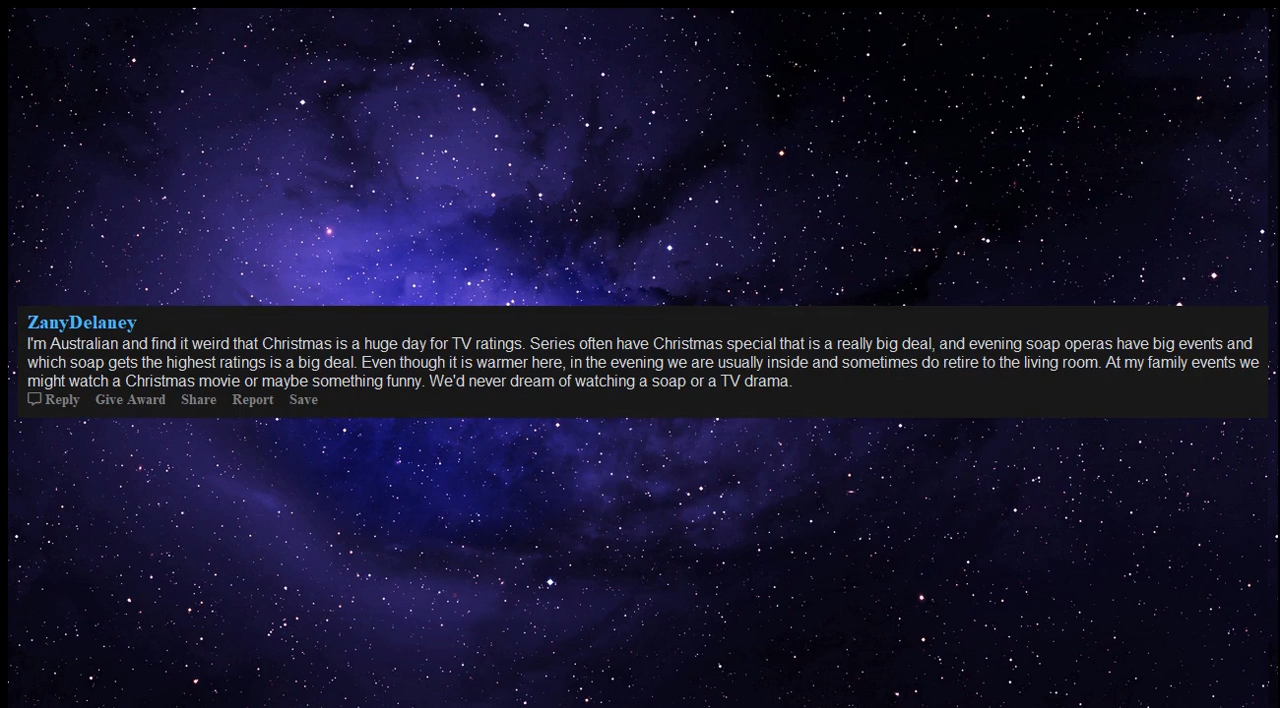 ZanyDelaney
I'm Australian and find it weird that Christmas is a huge day for TV ratings. Series often have Christmas special that is a really big deal, and evening soap operas have big events and
which soap gets the highest ratings is a big deal. Even though it is warmer here, in the evening we are usually inside and sometimes do retire to the living room. At my family events we
might watch a Christmas movie or maybe something funny. We'd never dream of watching a soap or a TV drama.
Reply Give Award Share Report Save